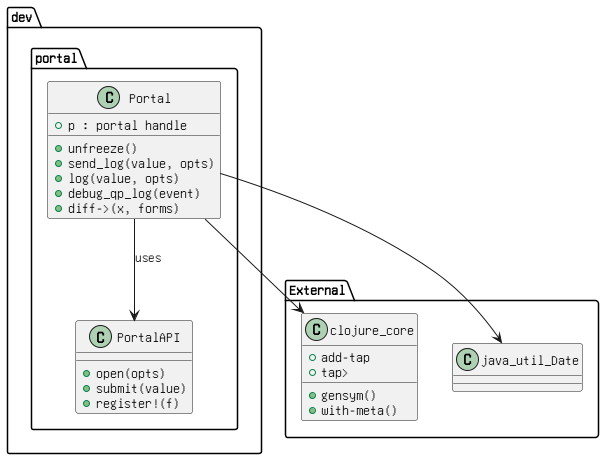 dev
portal
C Portal
p : portal handle
unfreeze()
send_log(value, opts)
log(value, opts)
debug_qp_log(event)
diff->(x, forms)
uses
C PortalAPI
open(opts)
submit(value)
register!(f)
External
C clojure_core
add-tap
tap>
gensym()
with-meta()
C java_util_Date